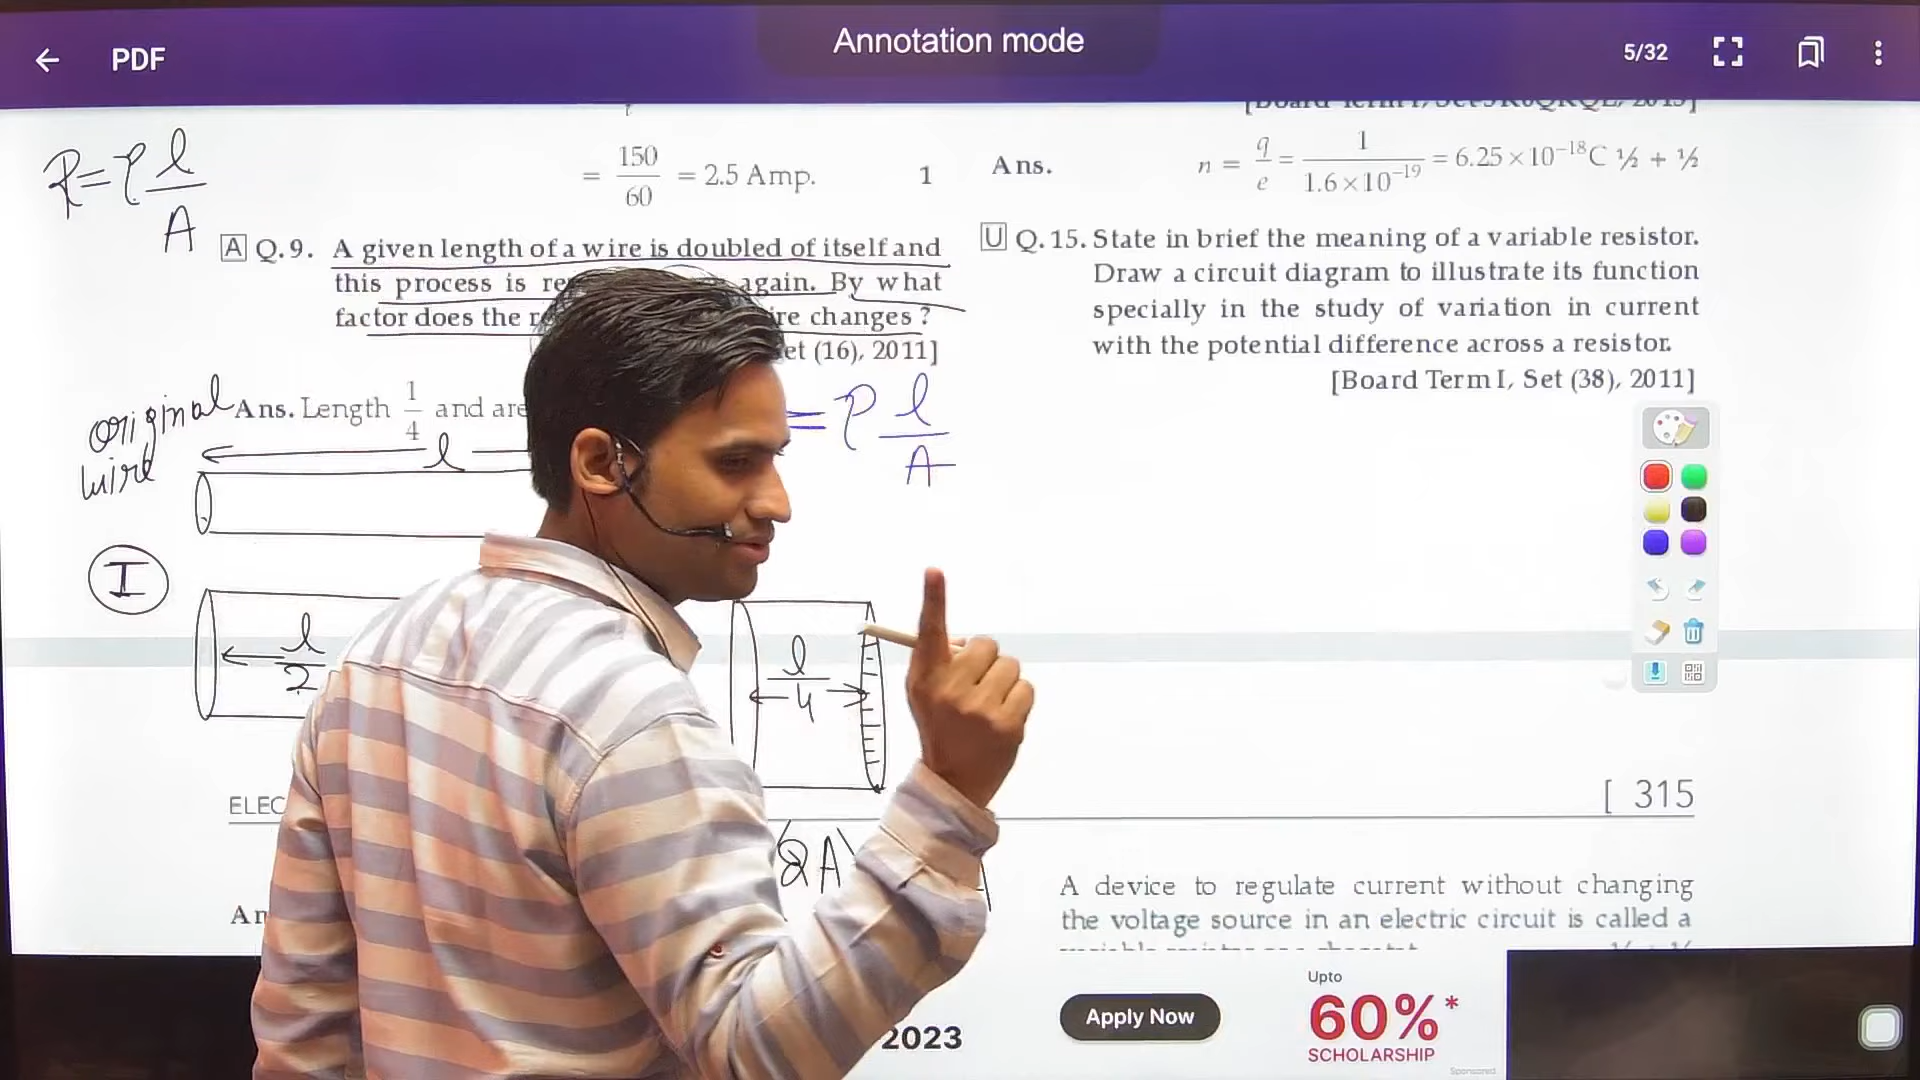 Annotation mode
PDF
5/32
R=ρ l/A
= 150/60 = 2.5 Amp. 1
A Q.9. A given length of a wire is doubled of itself and
this process is again. By what
factor does the wire changes ?
Set (16), 2011]
original
wire
Ans. Length 1/4 and
l
= ρ l/A
I
l/2
l/4
(2A)
Ans. n = q/e = 1/1.6×10−19 = 6.25×10−18C ½ + ½
U Q.15. State in brief the meaning of a variable resistor.
Draw a circuit diagram to illustrate its function
specially in the study of variation in current
with the potential difference across a resistor.
[Board Term I, Set (38), 2011]
[ 315
A device to regulate current without changing
the voltage source in an electric circuit is called a
2023
Apply Now
Upto
60%*
SCHOLARSHIP
Sponsored